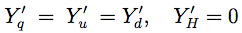 Y′_q = Y′_u = Y′_d, Y′_H = 0